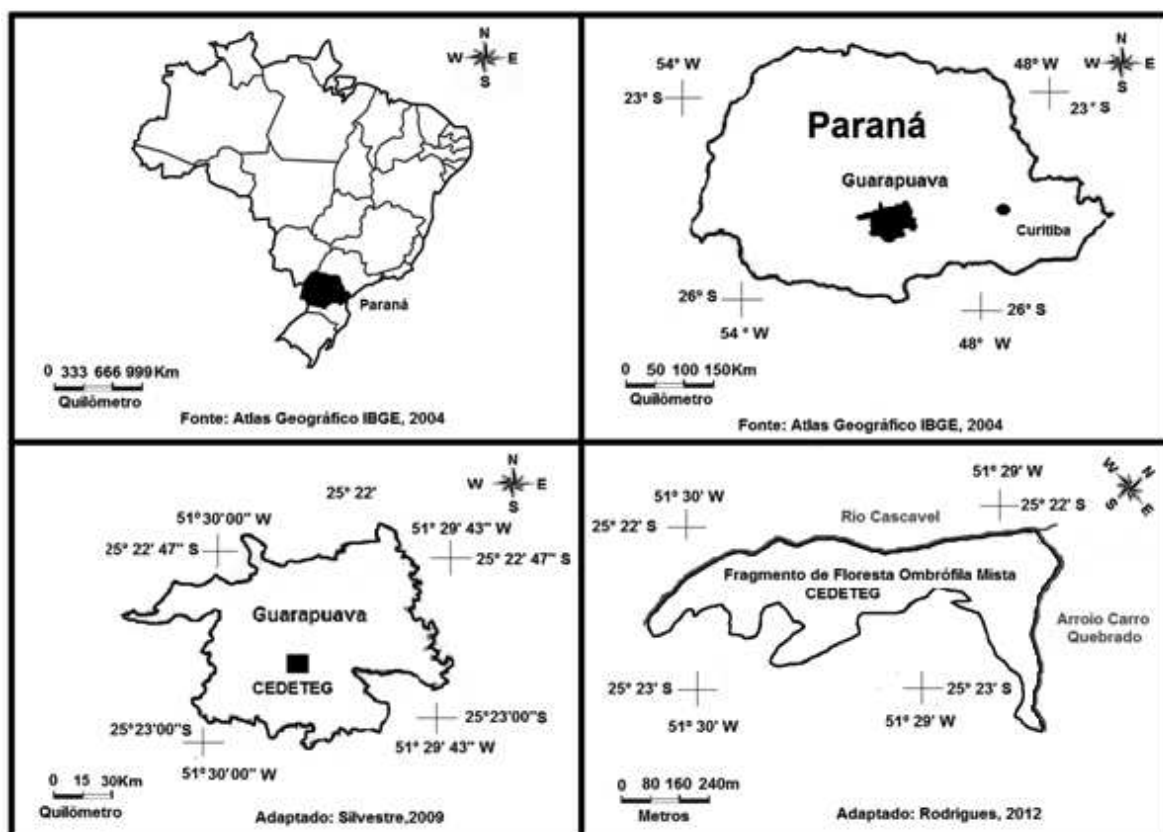 N
W E
S
Paraná
0 333 666 999Km
Quilômetro
Fonte: Atlas Geográfico IBGE, 2004
N
W E
S
54° W
48° W
23° S
23° S
Paraná
Guarapuava
Curitiba
26° S
26° S
54 ° W
48° W
0 50 100 150Km
Quilômetro
Fonte: Atlas Geográfico IBGE, 2004
N
W E
S
25° 22'
51° 30' 00" W
51° 29' 43" W
25° 22' 47" S
25° 22' 47" S
Guarapuava
CEDETEG
25°23'00"S
25°23'00"S
51° 30' 00" W
51° 29' 43" W
0 15 30Km
Quilômetro
Adaptado: Silvestre,2009
W N
S E
51° 30' W
51° 29' W
25° 22' S
25° 22' S
Rio Cascavel
Fragmento de Floresta Ombrófila Mista
CEDETEG
Arroio Carro
Quebrado
25° 23' S
25° 23' S
51° 30' W
51° 29' W
0 80 160 240m
Metros
Adaptado: Rodrigues, 2012